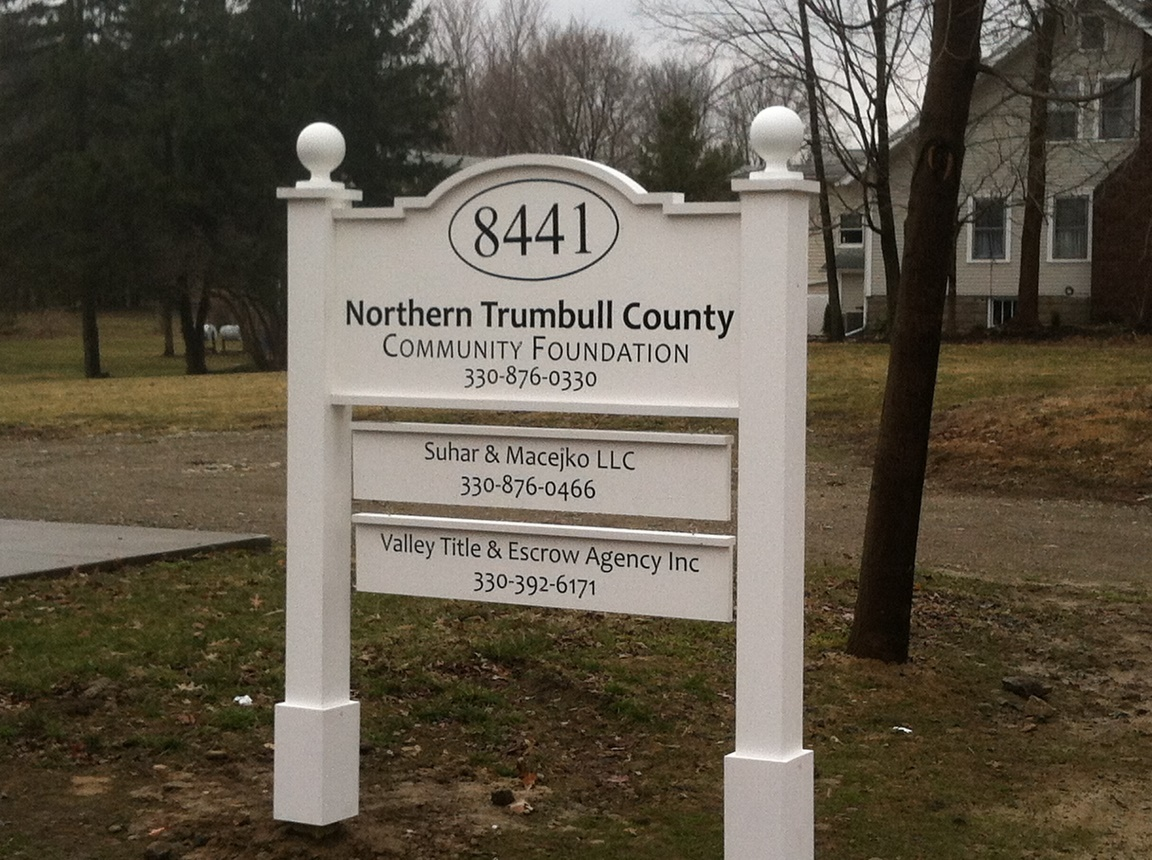 8441
Northern Trumbull County
COMMUNITY FOUNDATION
330-876-0330
Suhar & Macejko LLC
330-876-0466
Valley Title & Escrow Agency Inc
330-392-6171